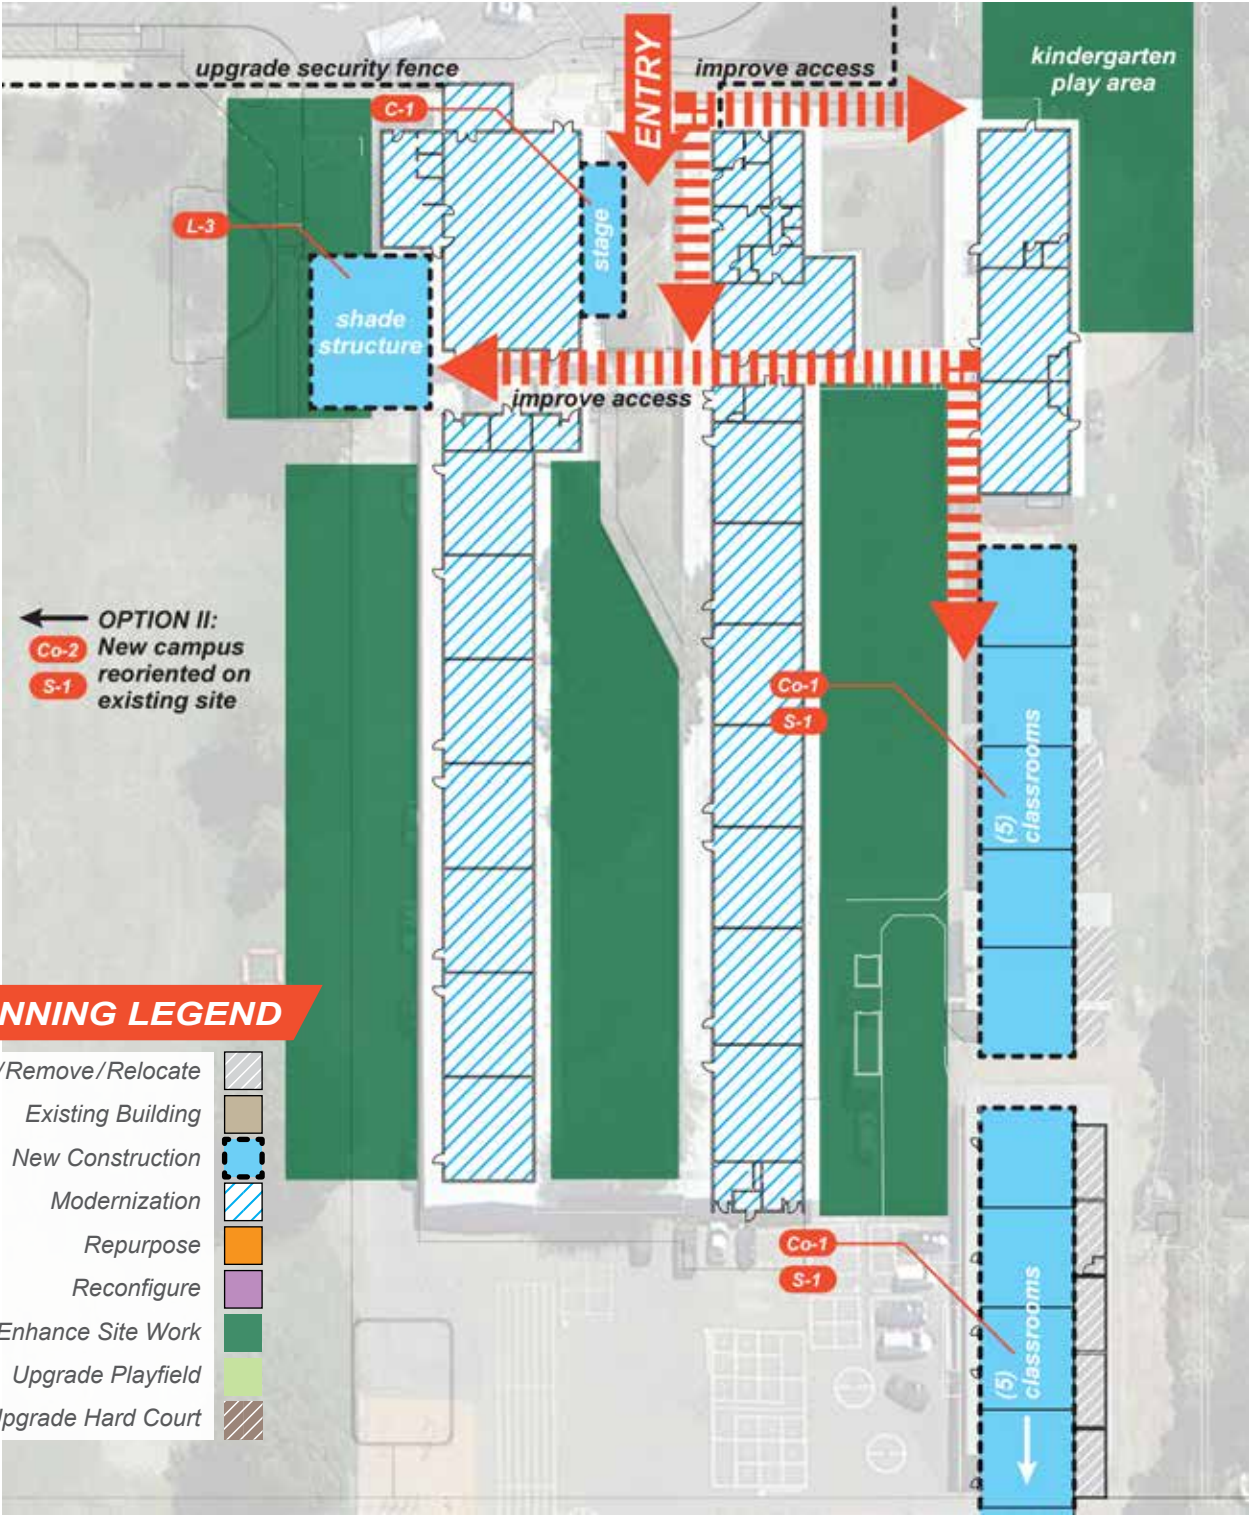 ENTRY
upgrade security fence
improve access
kindergarten
play area
C-1
L-3
stage
shade
structure
improve access
OPTION II:
Co-2 New campus
S-1 reoriented on
existing site
Co-1
S-1
(5)
classrooms
NNING LEGEND
/Remove/Relocate
Existing Building
New Construction
Modernization
Repurpose
Reconfigure
Enhance Site Work
Upgrade Playfield
Upgrade Hard Court
Co-1
S-1
(5)
classrooms